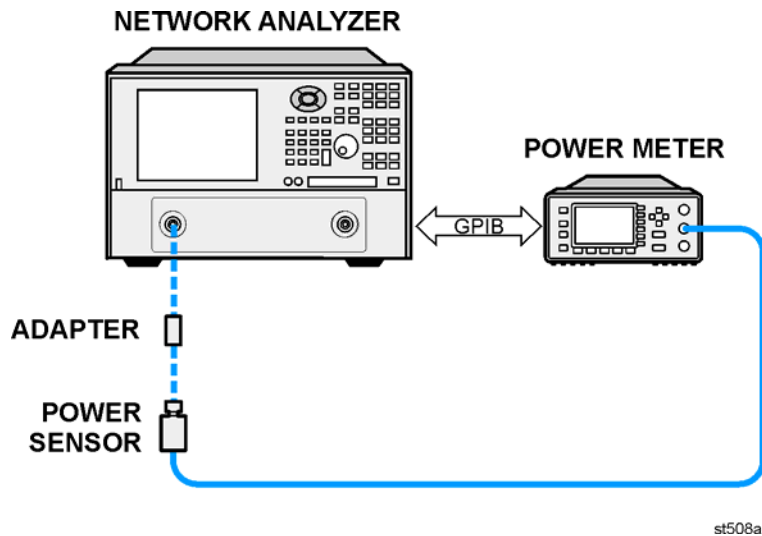 NETWORK ANALYZER
POWER METER
GPIB
ADAPTER
POWER
SENSOR
st508a